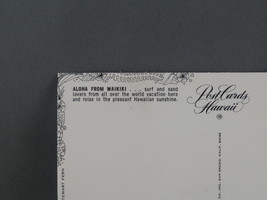 ALOHA FROM WAIKIKI .... surf and sand
lovers from all over the world vacation here
and relax in the pleasant Hawaiian sunshine.
Post Cards
Hawaii